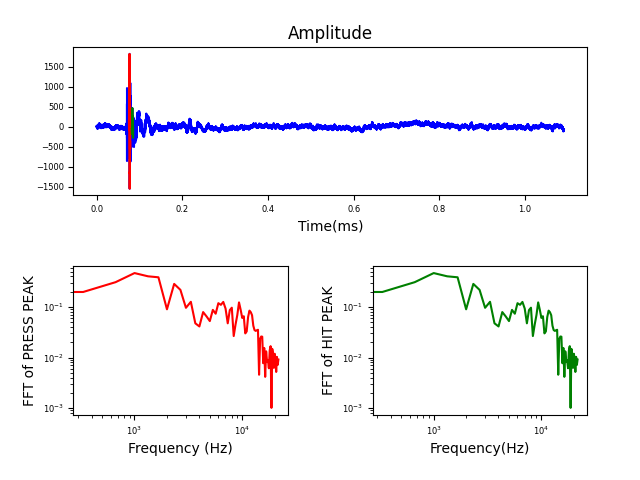 Amplitude
1500
1000
500
0
−500
−1000
−1500
0.0 0.2 0.4 0.6 0.8 1.0
Time(ms)
FFT of PRESS PEAK
10⁻¹
10⁻²
10⁻³
10³ 10⁴
Frequency (Hz)
FFT of HIT PEAK
10⁻¹
10⁻²
10⁻³
10³ 10⁴
Frequency(Hz)